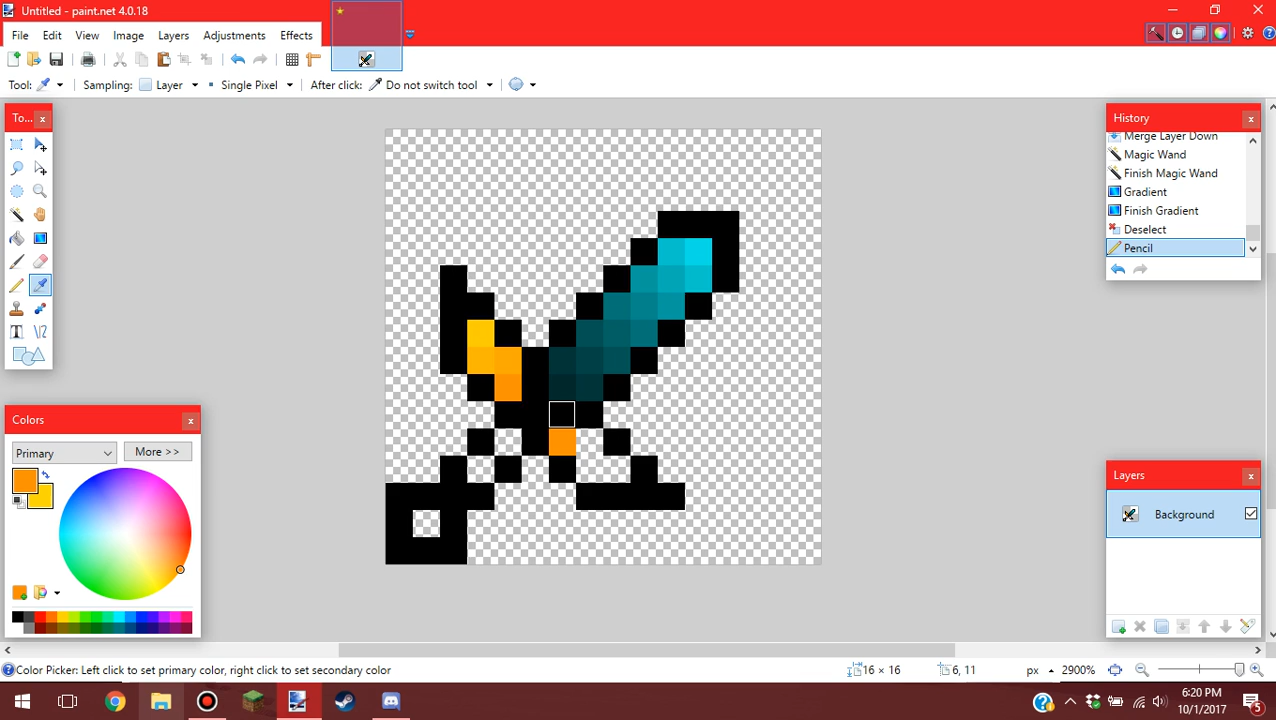 Untitled - paint.net 4.0.18
File Edit View Image Layers Adjustments Effects
Tool: Sampling: Layer Single Pixel After click: Do not switch tool
To... x
History x
Merge Layer Down
Magic Wand
Finish Magic Wand
Gradient
Finish Gradient
Deselect
Pencil
Colors x
Primary More >>
Layers x
Background
Color Picker: Left click to set primary color, right click to set secondary color 16 × 16 6, 11 px 2900%
6:20 PM
10/1/2017
5